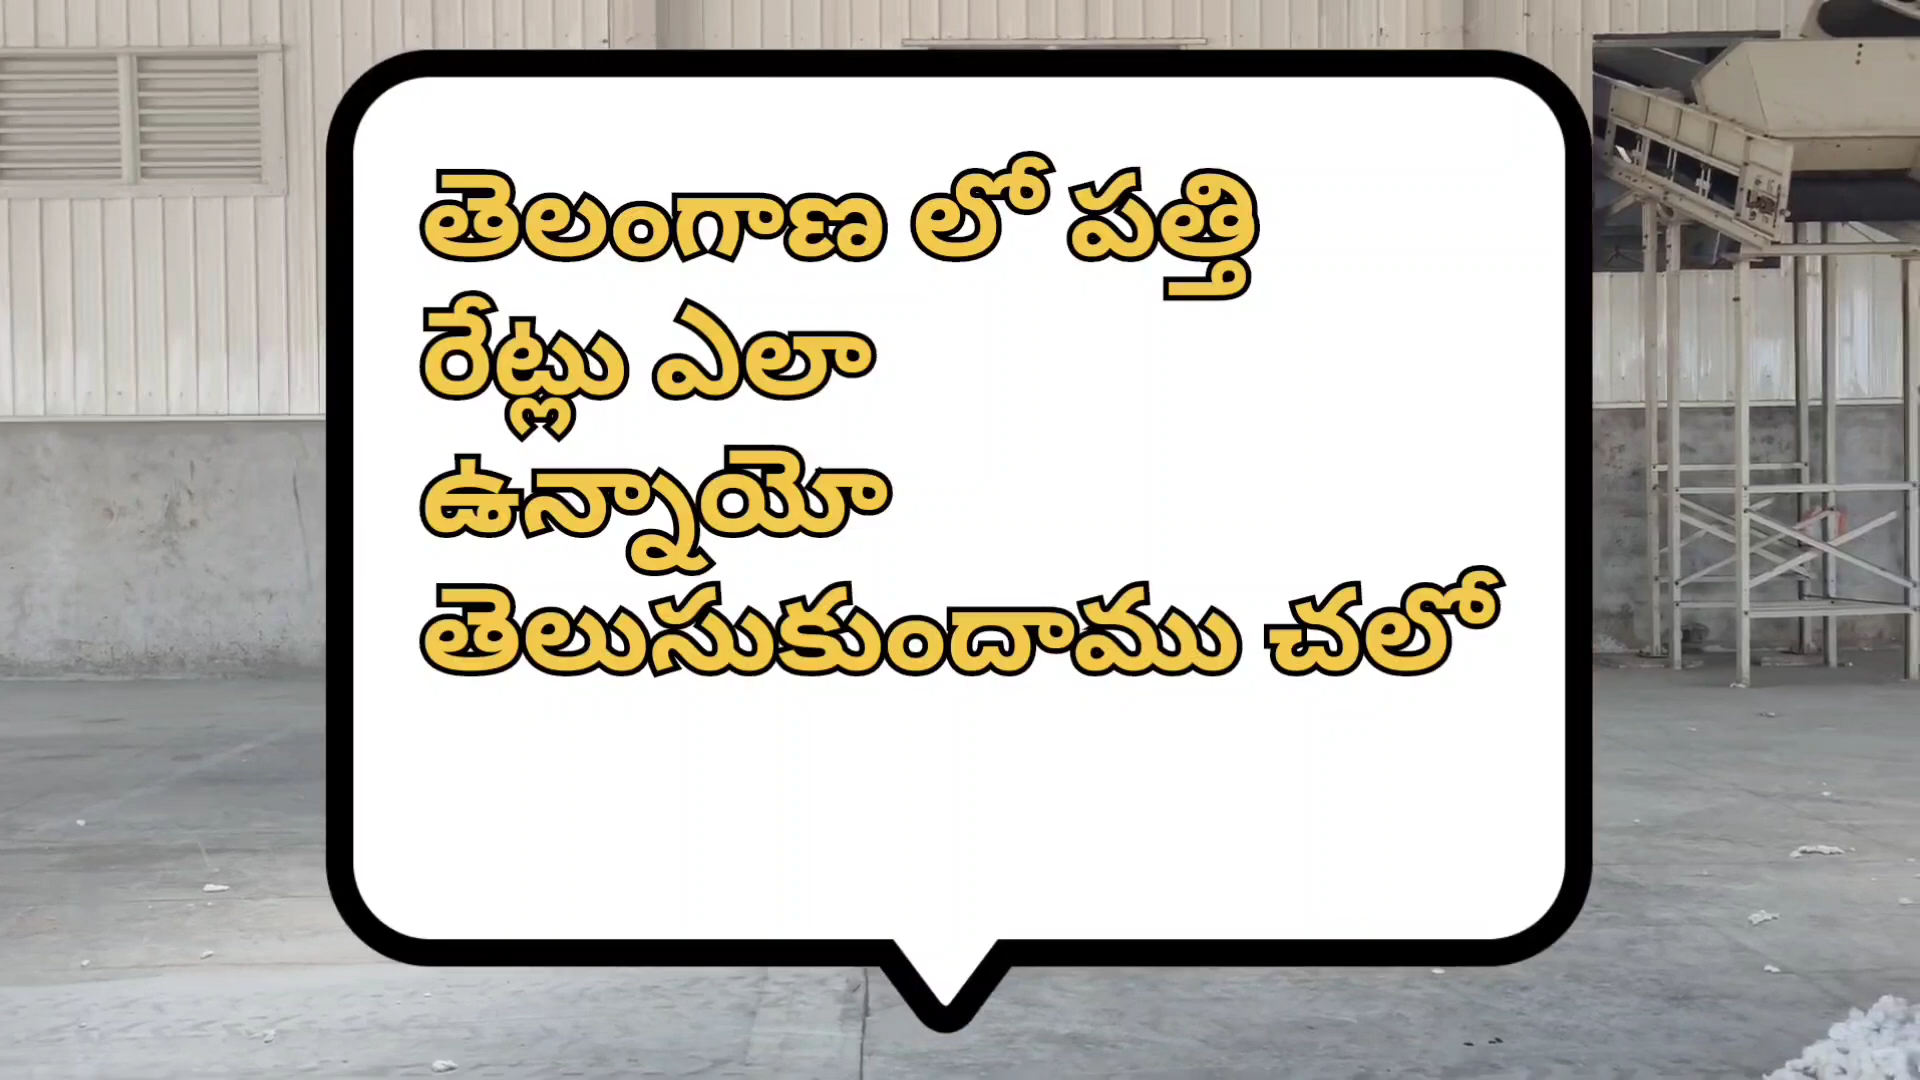 తెలంగాణ లో పత్తి
రేట్లు ఎలా
ఉన్నాయో
తెలుసుకుందాము చలో